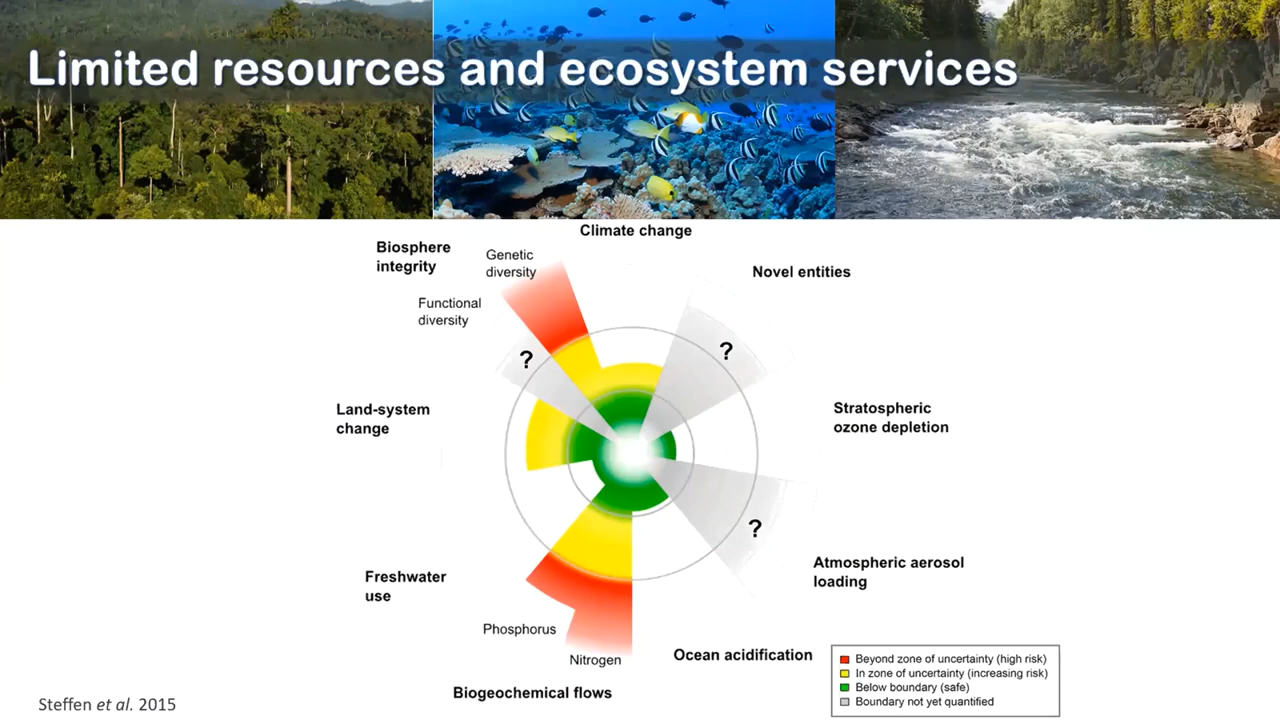 Limited resources and ecosystem services
Climate change
Biosphere
integrity
Genetic
diversity
Novel entities
Functional
diversity
?
?
Land-system
change
Stratospheric
ozone depletion
?
Atmospheric aerosol
loading
Freshwater
use
Phosphorus
Nitrogen
Ocean acidification
Biogeochemical flows
Beyond zone of uncertainty (high risk)
In zone of uncertainty (increasing risk)
Below boundary (safe)
Boundary not yet quantified
Steffen et al. 2015